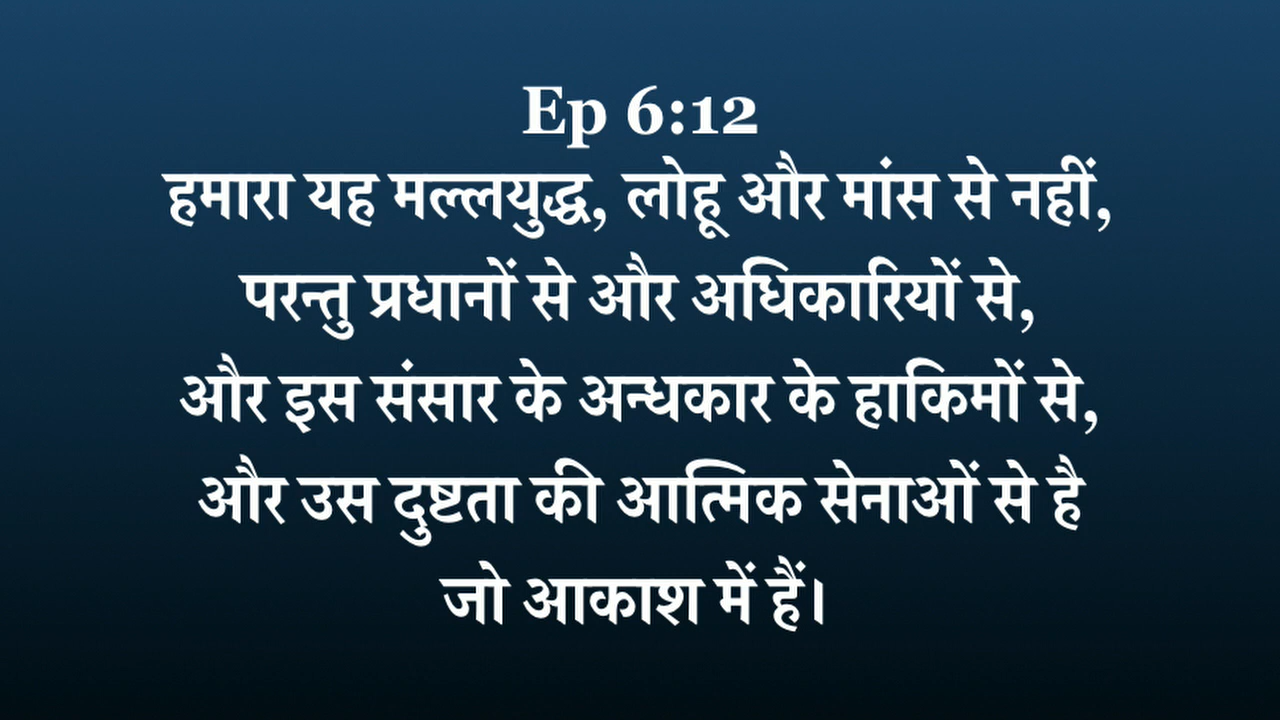 Ep 6:12
हमारा यह मल्लयुद्ध, लोहू और मांस से नहीं,
परन्तु प्रधानों से और अधिकारियों से,
और इस संसार के अन्धकार के हाकिमों से,
और उस दुष्टता की आत्मिक सेनाओं से है
जो आकाश में हैं।